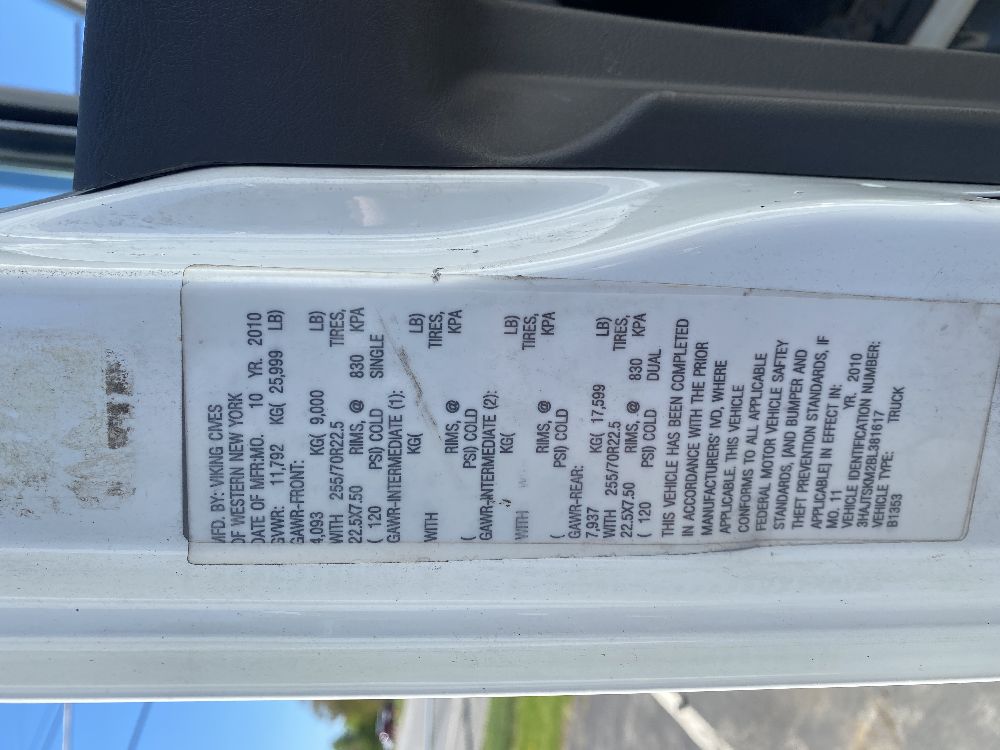 MFD. BY: VIKING CIVES
OF WESTERN NEW YORK
DATE OF MFR:MO. 10 YR. 2010
GVWR: 11,792 KG( 25,999 LB)
GAWR-FRONT:
4,093 KG( 9,000 LB)
WITH 255/70R22.5 TIRES,
22.5X7.50 RIMS, @ 830 KPA
( 120 PSI) COLD SINGLE
GAWR-INTERMEDIATE (1):
KG( LB)
WITH TIRES,
RIMS, @ KPA
( PSI) COLD
GAWR-INTERMEDIATE (2):
KG( LB)
WITH TIRES,
RIMS, @ KPA
( PSI) COLD
GAWR-REAR:
7,937 KG( 17,599 LB)
WITH 255/70R22.5 TIRES,
22.5X7.50 RIMS, @ 830 KPA
( 120 PSI) COLD DUAL
THIS VEHICLE HAS BEEN COMPLETED
IN ACCORDANCE WITH THE PRIOR
MANUFACTURERS' IVD, WHERE
APPLICABLE. THIS VEHICLE
CONFORMS TO ALL APPLICABLE
FEDERAL MOTOR VEHICLE SAFTEY
STANDARDS, [AND BUMPER AND
THEFT PREVENTION STANDARDS, IF
APPLICABLE] IN EFFECT IN:
MO. 11 YR. 2010
VEHICLE IDENTIFICATION NUMBER:
3HAJTSKM2BL381617
VEHICLE TYPE: TRUCK
B1353